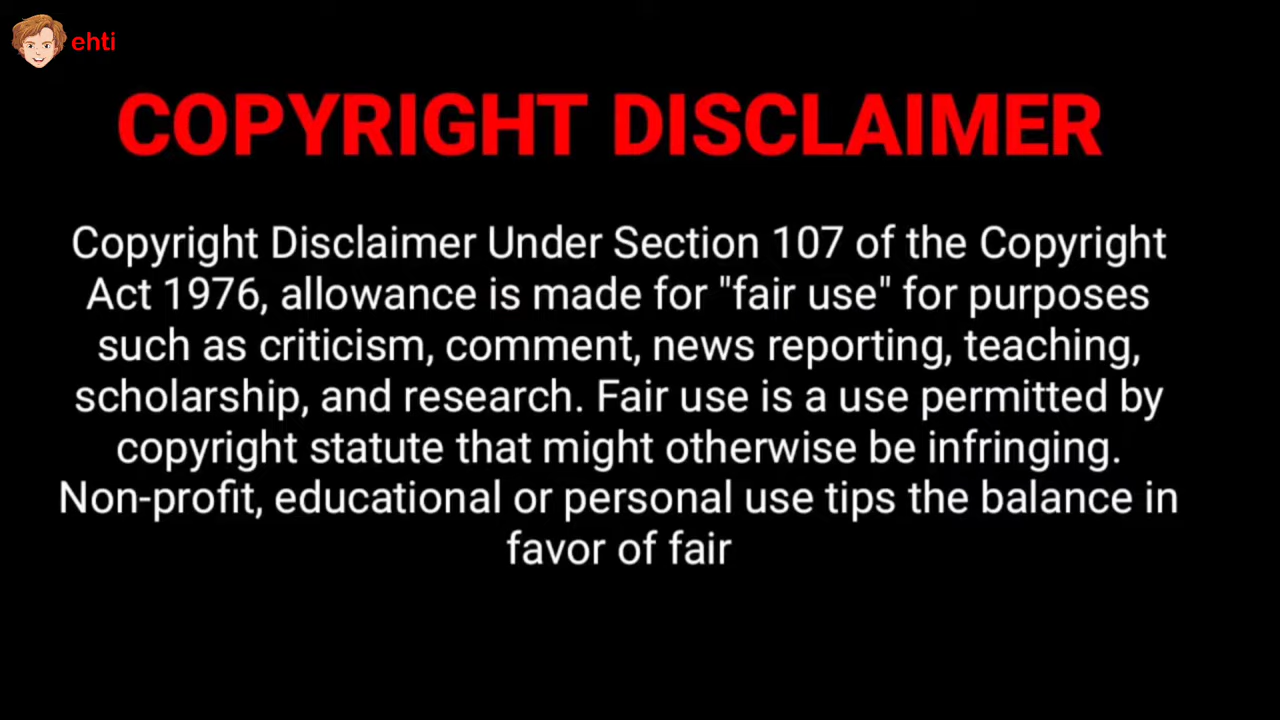 ehti
COPYRIGHT DISCLAIMER
Copyright Disclaimer Under Section 107 of the Copyright
Act 1976, allowance is made for "fair use" for purposes
such as criticism, comment, news reporting, teaching,
scholarship, and research. Fair use is a use permitted by
copyright statute that might otherwise be infringing.
Non-profit, educational or personal use tips the balance in
favor of fair